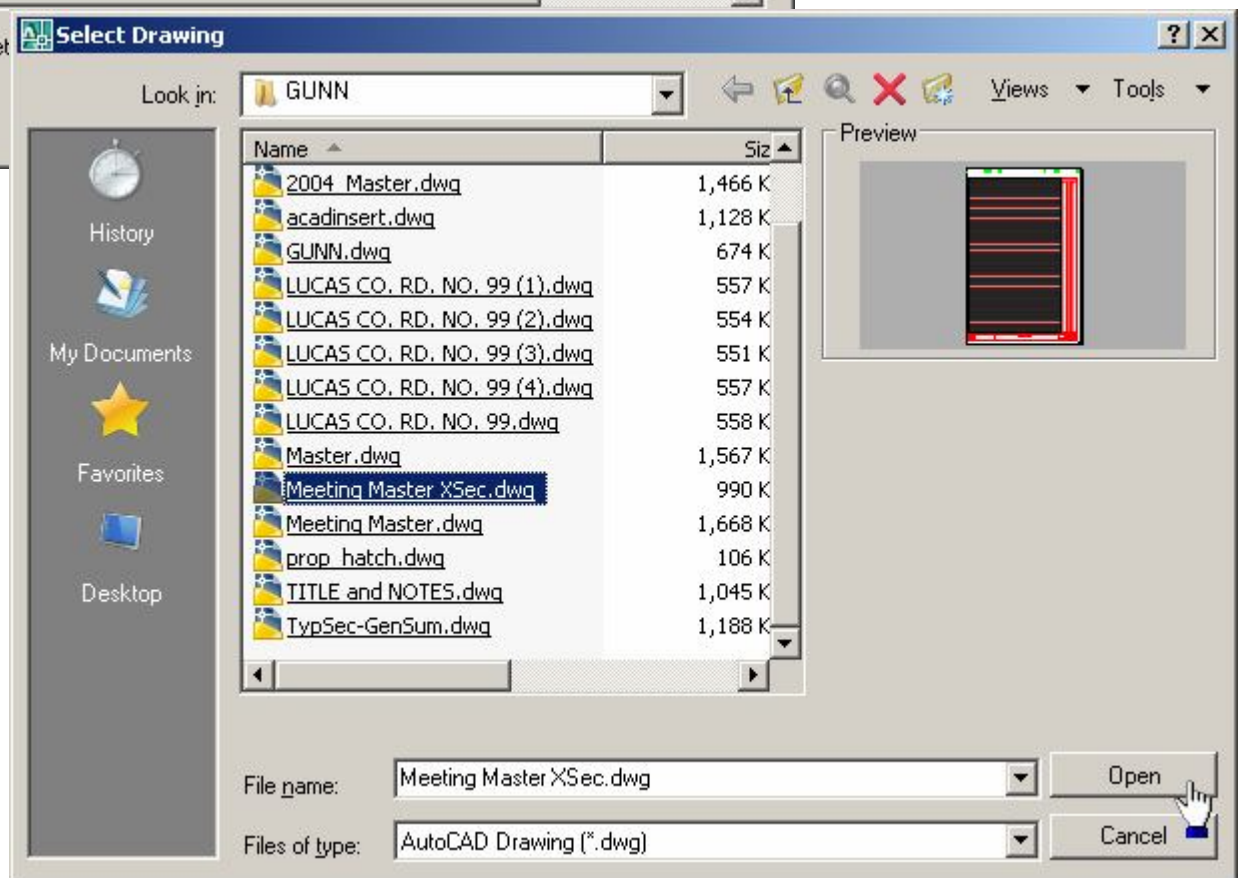 et
Select Drawing
Look in: GUNN Views Tools
Name Siz Preview
2004_Master.dwg 1,466 K
acadinsert.dwg 1,128 K
GUNN.dwg 674 K
LUCAS CO. RD. NO. 99 (1).dwg 557 K
LUCAS CO. RD. NO. 99 (2).dwg 554 K
LUCAS CO. RD. NO. 99 (3).dwg 551 K
LUCAS CO. RD. NO. 99 (4).dwg 557 K
LUCAS CO. RD. NO. 99.dwg 558 K
Master.dwg 1,567 K
Meeting Master XSec.dwg 990 K
Meeting Master.dwg 1,668 K
prop_hatch.dwg 106 K
TITLE and NOTES.dwg 1,045 K
TypSec-GenSum.dwg 1,188 K
History
My Documents
Favorites
Desktop
File name: Meeting Master XSec.dwg Open
Files of type: AutoCAD Drawing (*.dwg) Cancel